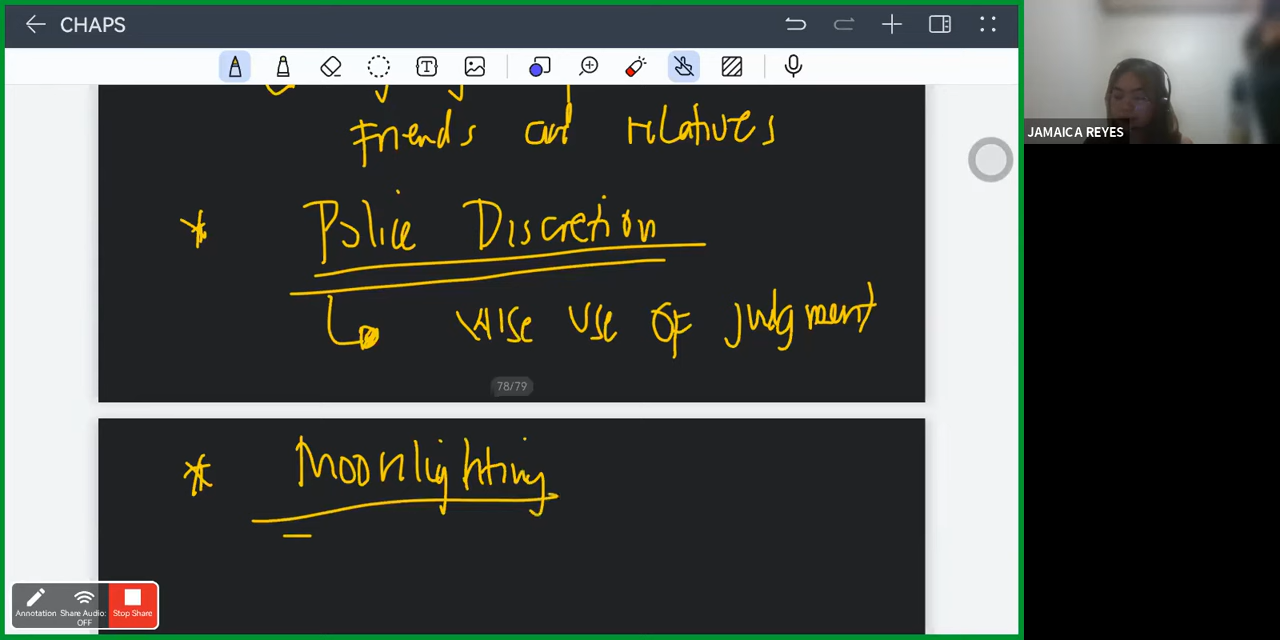 CHAPS
JAMAICA REYES
Friends and relatives
* Police Discretion
wise use of judgment
78/79
* Moonlighting
Annotation
Share Audio: OFF
Stop Share